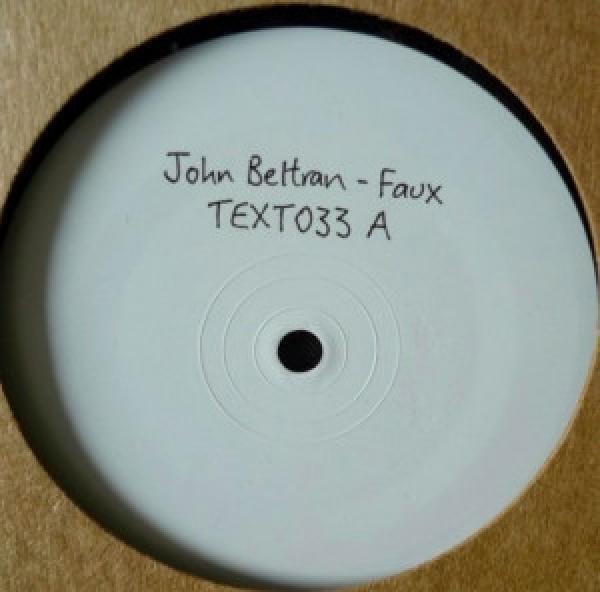 John Beltran - Faux
TEXT033 A